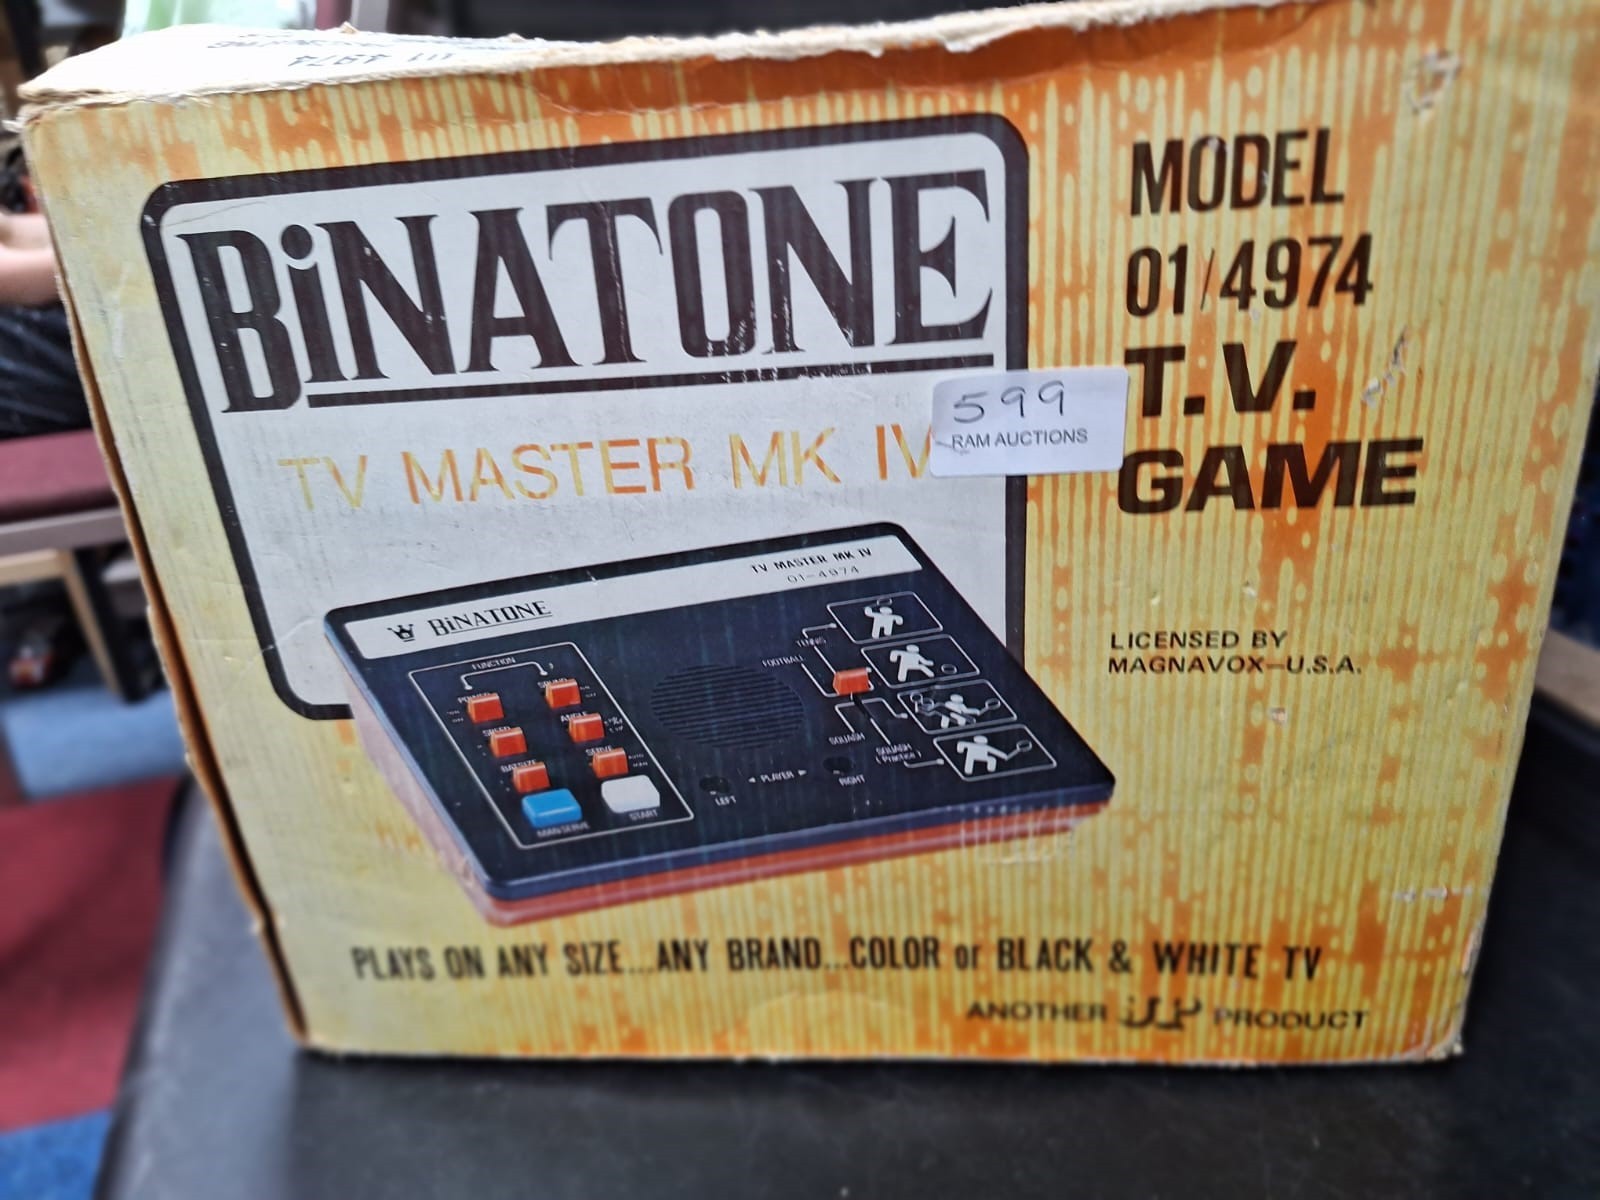 4974
BiNATONE
TV MASTER MK IV
MODEL
01/4974
T.V.
GAME
599
RAM AUCTIONS
LICENSED BY
MAGNAVOX-U.S.A.
BiNATONE
TV MASTER MK IV
01-4974
FUNCTION
POWER
SOUND
SPEED
ANGLE
BATSIZE
SERVE
MAN SERVE
START
TENNIS
FOOTBALL
SQUASH
SQUASH
(Practice)
LEFT
◄ PLAYER ►
RIGHT
PLAYS ON ANY SIZE...ANY BRAND...COLOR or BLACK & WHITE TV
ANOTHER PRODUCT